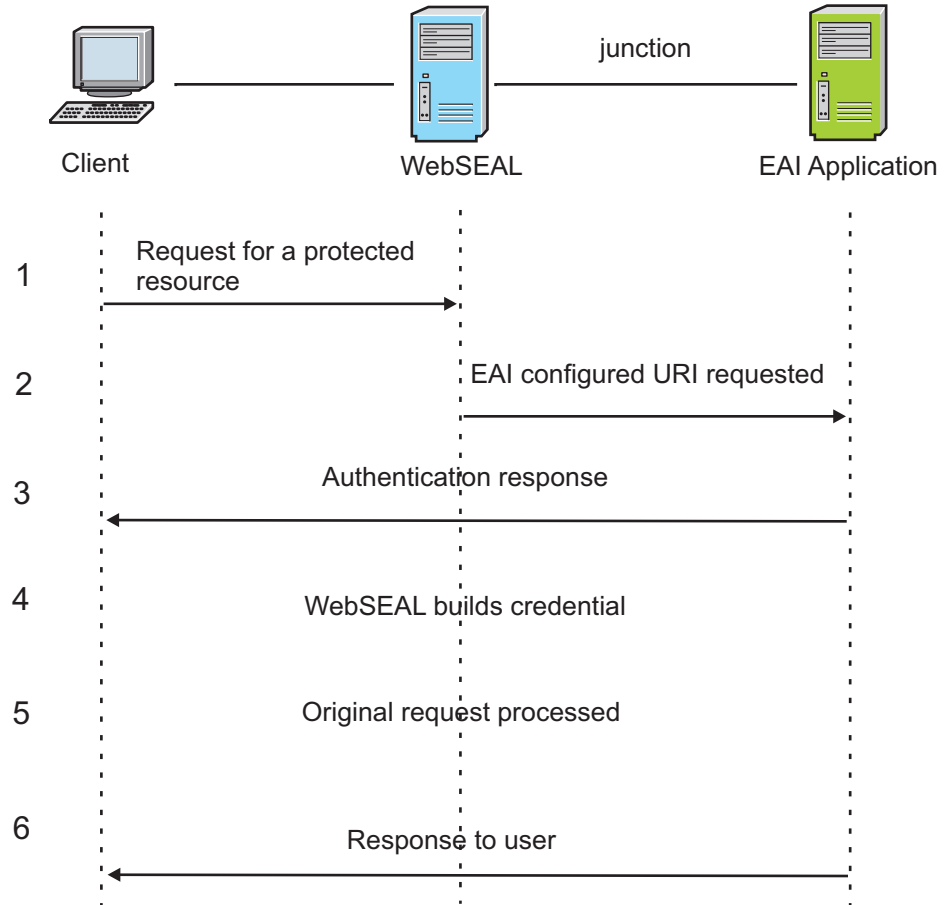 junction
Client
WebSEAL
EAI Application
1
Request for a protected
resource
2
EAI configured URI requested
3
Authentication response
4
WebSEAL builds credential
5
Original request processed
6
Response to user